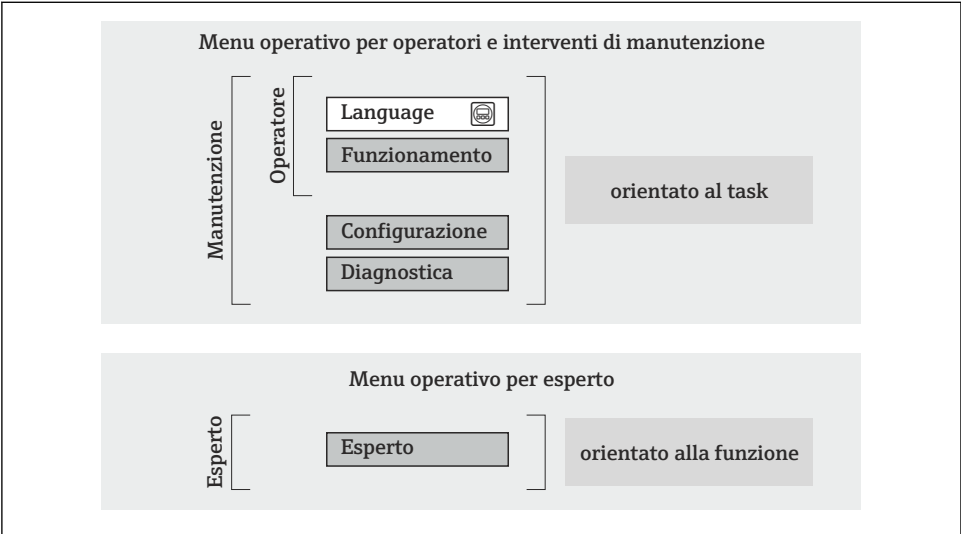 Menu operativo per operatori e interventi di manutenzione
Manutenzione
Operatore
Language
Funzionamento
Configurazione
Diagnostica
orientato al task
Menu operativo per esperto
Esperto
Esperto
orientato alla funzione